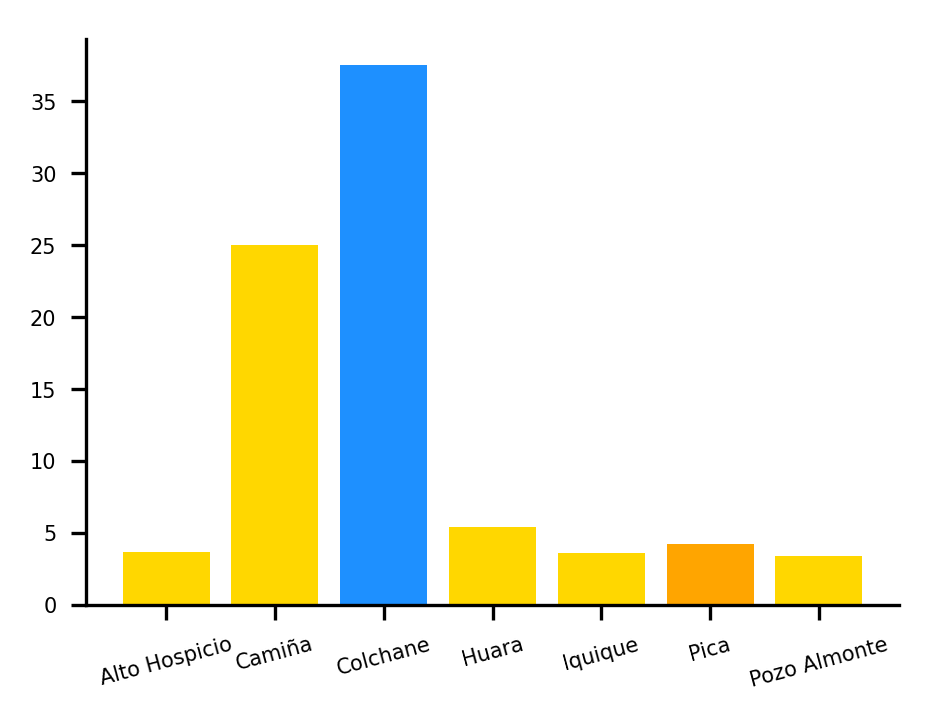 35
30
25
20
15
10
5
0
Alto Hospicio
Camiña
Colchane
Huara
Iquique
Pica
Pozo Almonte